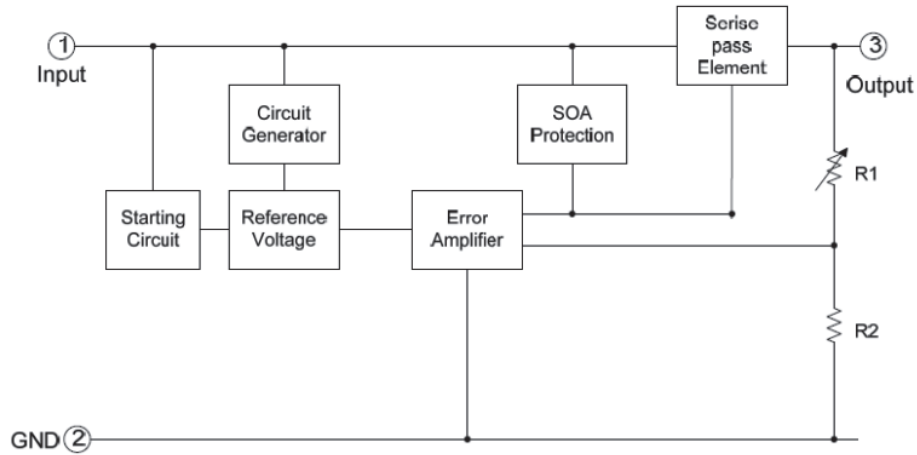 1
Input
Serise
pass
Element
3
Output
Circuit
Generator
SOA
Protection
R1
Starting
Circuit
Reference
Voltage
Error
Amplifier
R2
GND 2